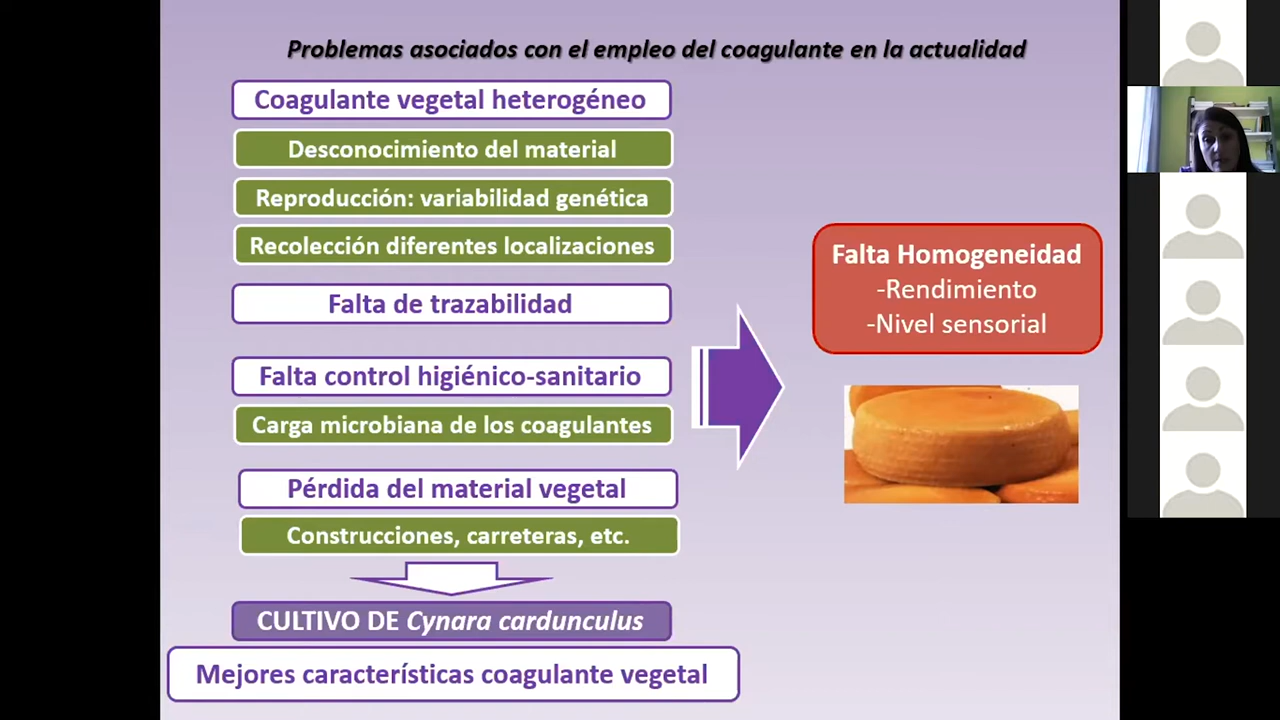 Problemas asociados con el empleo del coagulante en la actualidad
Coagulante vegetal heterogéneo
Desconocimiento del material
Reproducción: variabilidad genética
Recolección diferentes localizaciones
Falta de trazabilidad
Falta control higiénico-sanitario
Carga microbiana de los coagulantes
Pérdida del material vegetal
Construcciones, carreteras, etc.
CULTIVO DE Cynara cardunculus
Mejores características coagulante vegetal
Falta Homogeneidad
-Rendimiento
-Nivel sensorial